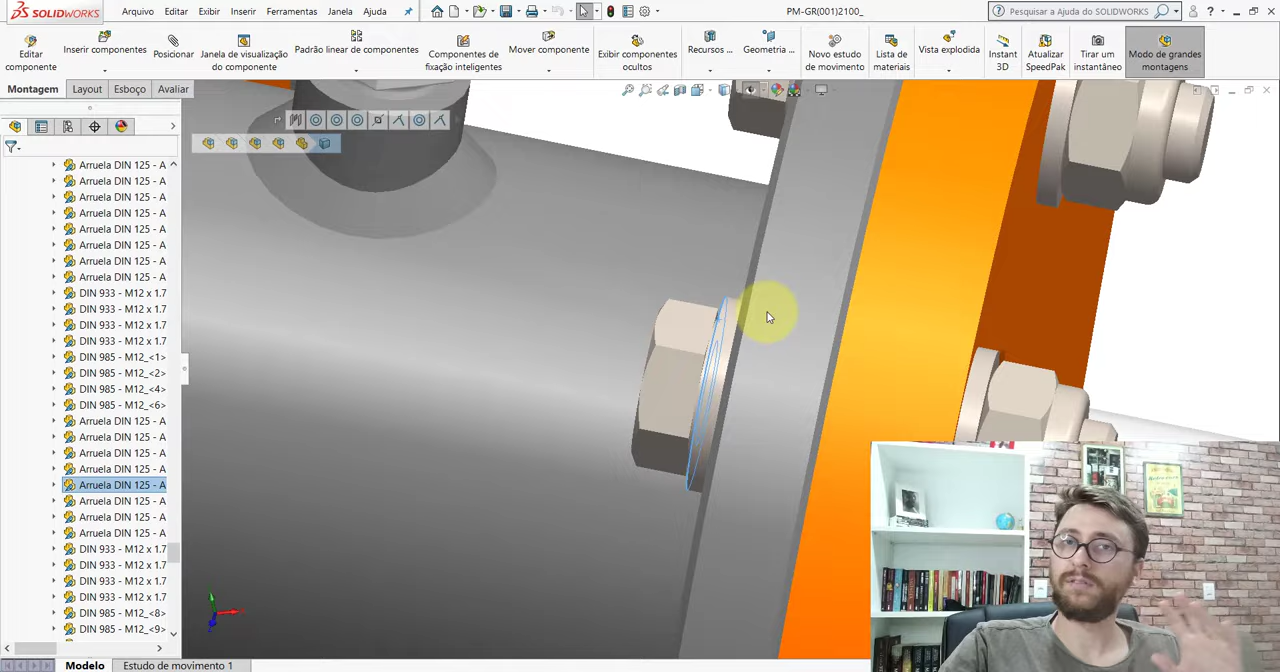 SOLIDWORKS
Arquivo
Editar
Exibir
Inserir
Ferramentas
Janela
Ajuda
PM-GR(001)2100_
Pesquisar a Ajuda do SOLIDWORKS
Editar
componente
Inserir componentes
Posicionar
Janela de visualização
do componente
Padrão linear de componentes
Componentes de
fixação inteligentes
Mover componente
Exibir componentes
ocultos
Recursos ...
Geometria ...
Novo estudo
de movimento
Lista de
materiais
Vista explodida
Instant
3D
Atualizar
SpeedPak
Tirar um
instantâneo
Modo de grandes
montagens
Montagem
Layout
Esboço
Avaliar
Arruela DIN 125 - A
Arruela DIN 125 - A
Arruela DIN 125 - A
Arruela DIN 125 - A
Arruela DIN 125 - A
Arruela DIN 125 - A
Arruela DIN 125 - A
Arruela DIN 125 - A
DIN 933 - M12 x 1.7
DIN 933 - M12 x 1.7
DIN 933 - M12 x 1.7
DIN 933 - M12 x 1.7
DIN 985 - M12_<1>
DIN 985 - M12_<2>
DIN 985 - M12_<4>
DIN 985 - M12_<6>
Arruela DIN 125 - A
Arruela DIN 125 - A
Arruela DIN 125 - A
Arruela DIN 125 - A
Arruela DIN 125 - A
Arruela DIN 125 - A
Arruela DIN 125 - A
Arruela DIN 125 - A
DIN 933 - M12 x 1.7
DIN 933 - M12 x 1.7
DIN 933 - M12 x 1.7
DIN 933 - M12 x 1.7
DIN 985 - M12_<8>
DIN 985 - M12_<9>
Modelo
Estudo de movimento 1